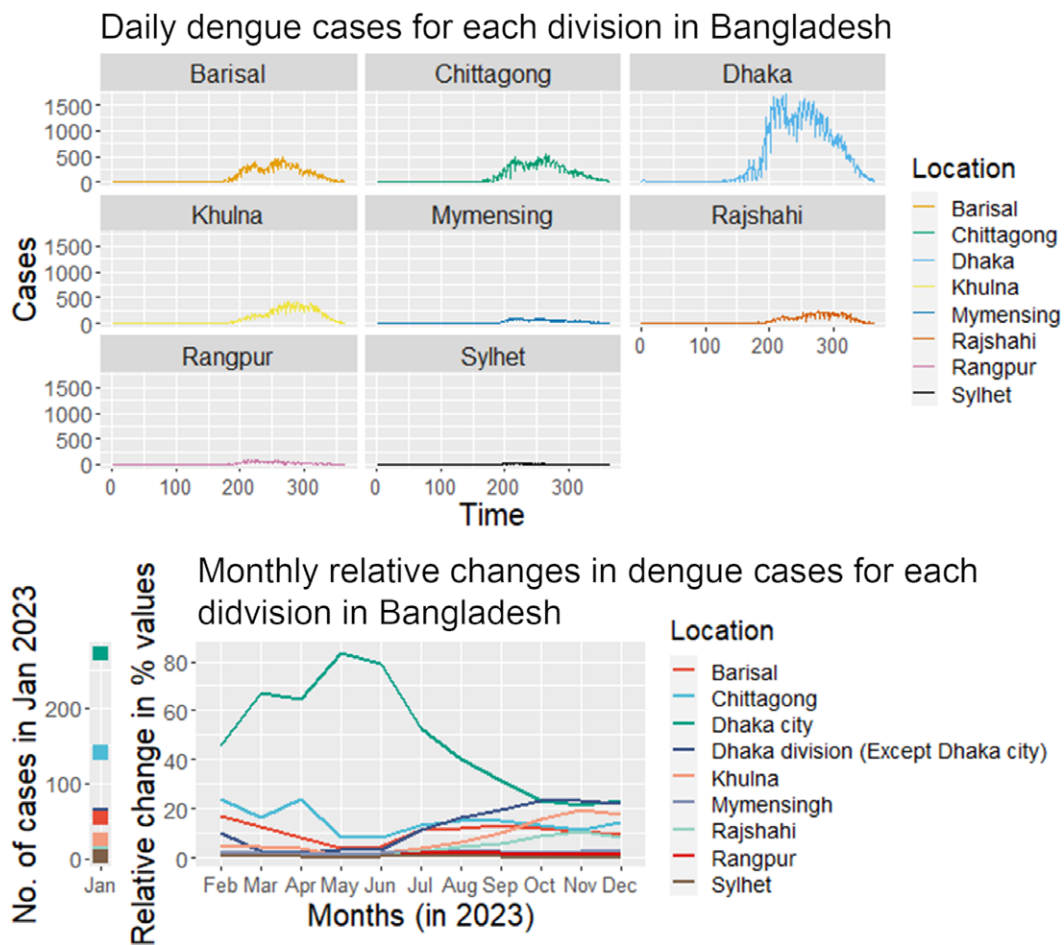 Daily dengue cases for each division in Bangladesh
Barisal
Chittagong
Dhaka
1500
1000
500
0
Khulna
Mymensing
Rajshahi
1500
1000
500
0
0
100
200
300
Rangpur
Sylhet
1500
1000
500
0
0
100
200
300
0
100
200
300
Cases
Time
Location
Barisal
Chittagong
Dhaka
Khulna
Mymensing
Rajshahi
Rangpur
Sylhet
Monthly relative changes in dengue cases for each
didvision in Bangladesh
No. of cases in Jan 2023
200
100
0
Jan
Relative change in % values
80
60
40
20
0
Feb Mar Apr May Jun Jul Aug Sep Oct Nov Dec
Months (in 2023)
Location
Barisal
Chittagong
Dhaka city
Dhaka division (Except Dhaka city)
Khulna
Mymensingh
Rajshahi
Rangpur
Sylhet